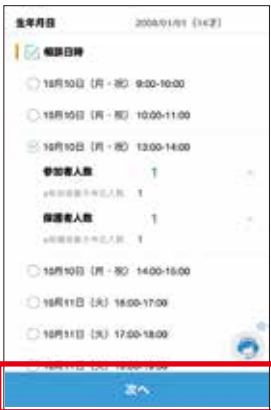 生年月日 2008/01/01 (14才)
相談日時
10月10日 (月・祝) 9:00-10:00
10月10日 (月・祝) 10:00-11:00
10月10日 (月・祝) 13:00-14:00
参加者人数 1
1
保護者人数 1
1
10月10日 (月・祝) 14:00-15:00
10月11日 (火) 16:00-17:00
10月11日 (火) 17:00-18:00
次へ